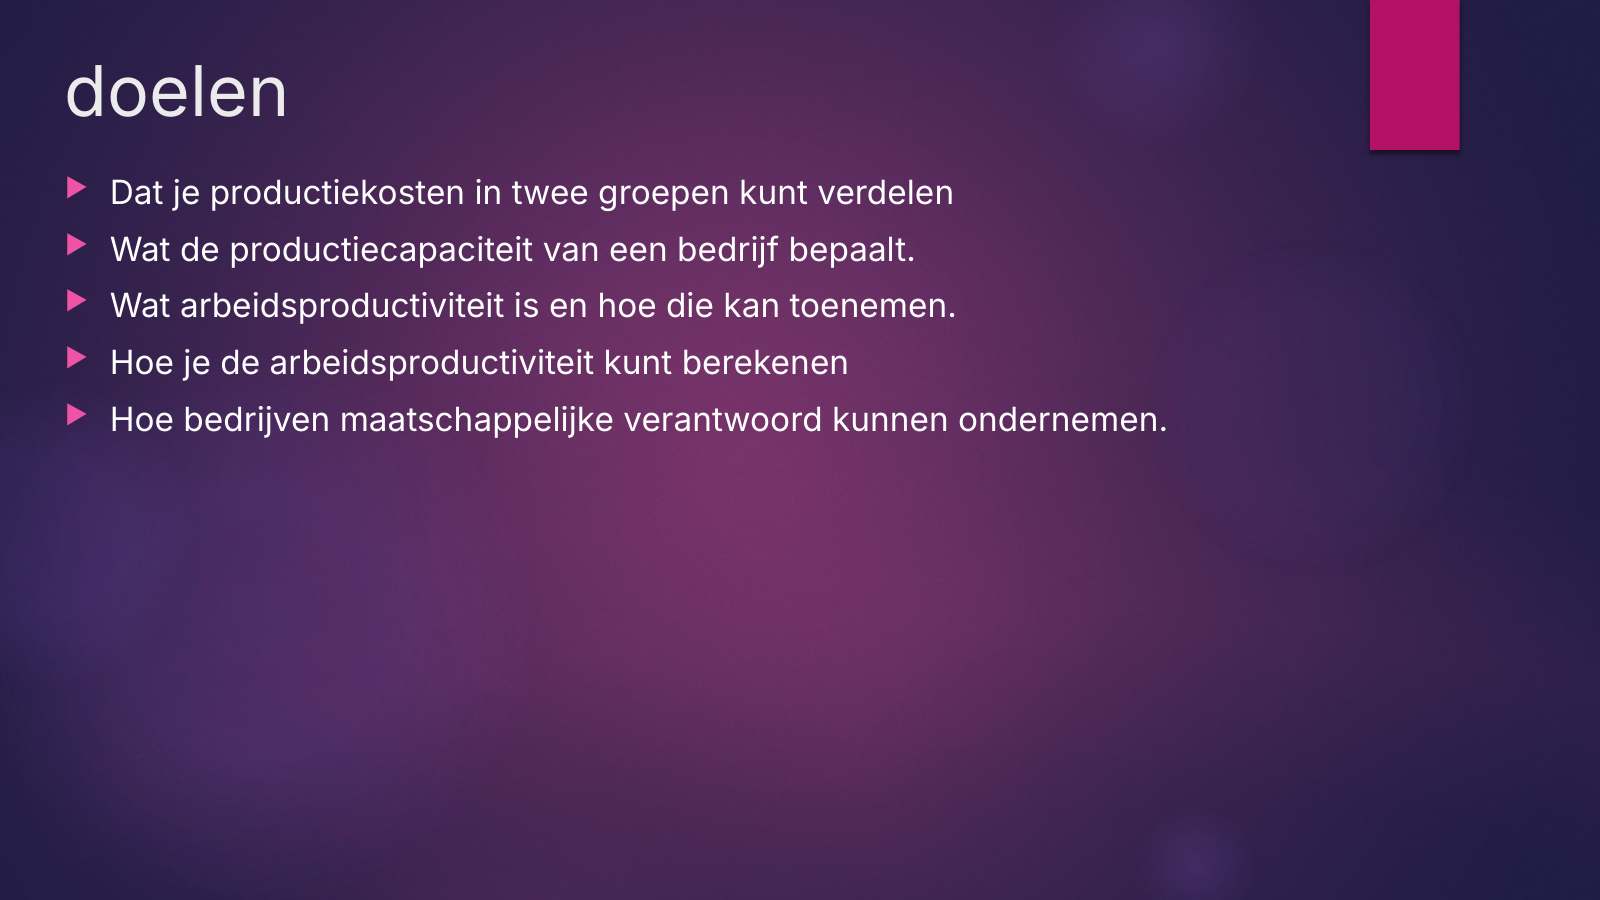 doelen
Dat je productiekosten in twee groepen kunt verdelen
Wat de productiecapaciteit van een bedrijf bepaalt.
Wat arbeidsproductiviteit is en hoe die kan toenemen.
Hoe je de arbeidsproductiviteit kunt berekenen
Hoe bedrijven maatschappelijke verantwoord kunnen ondernemen.